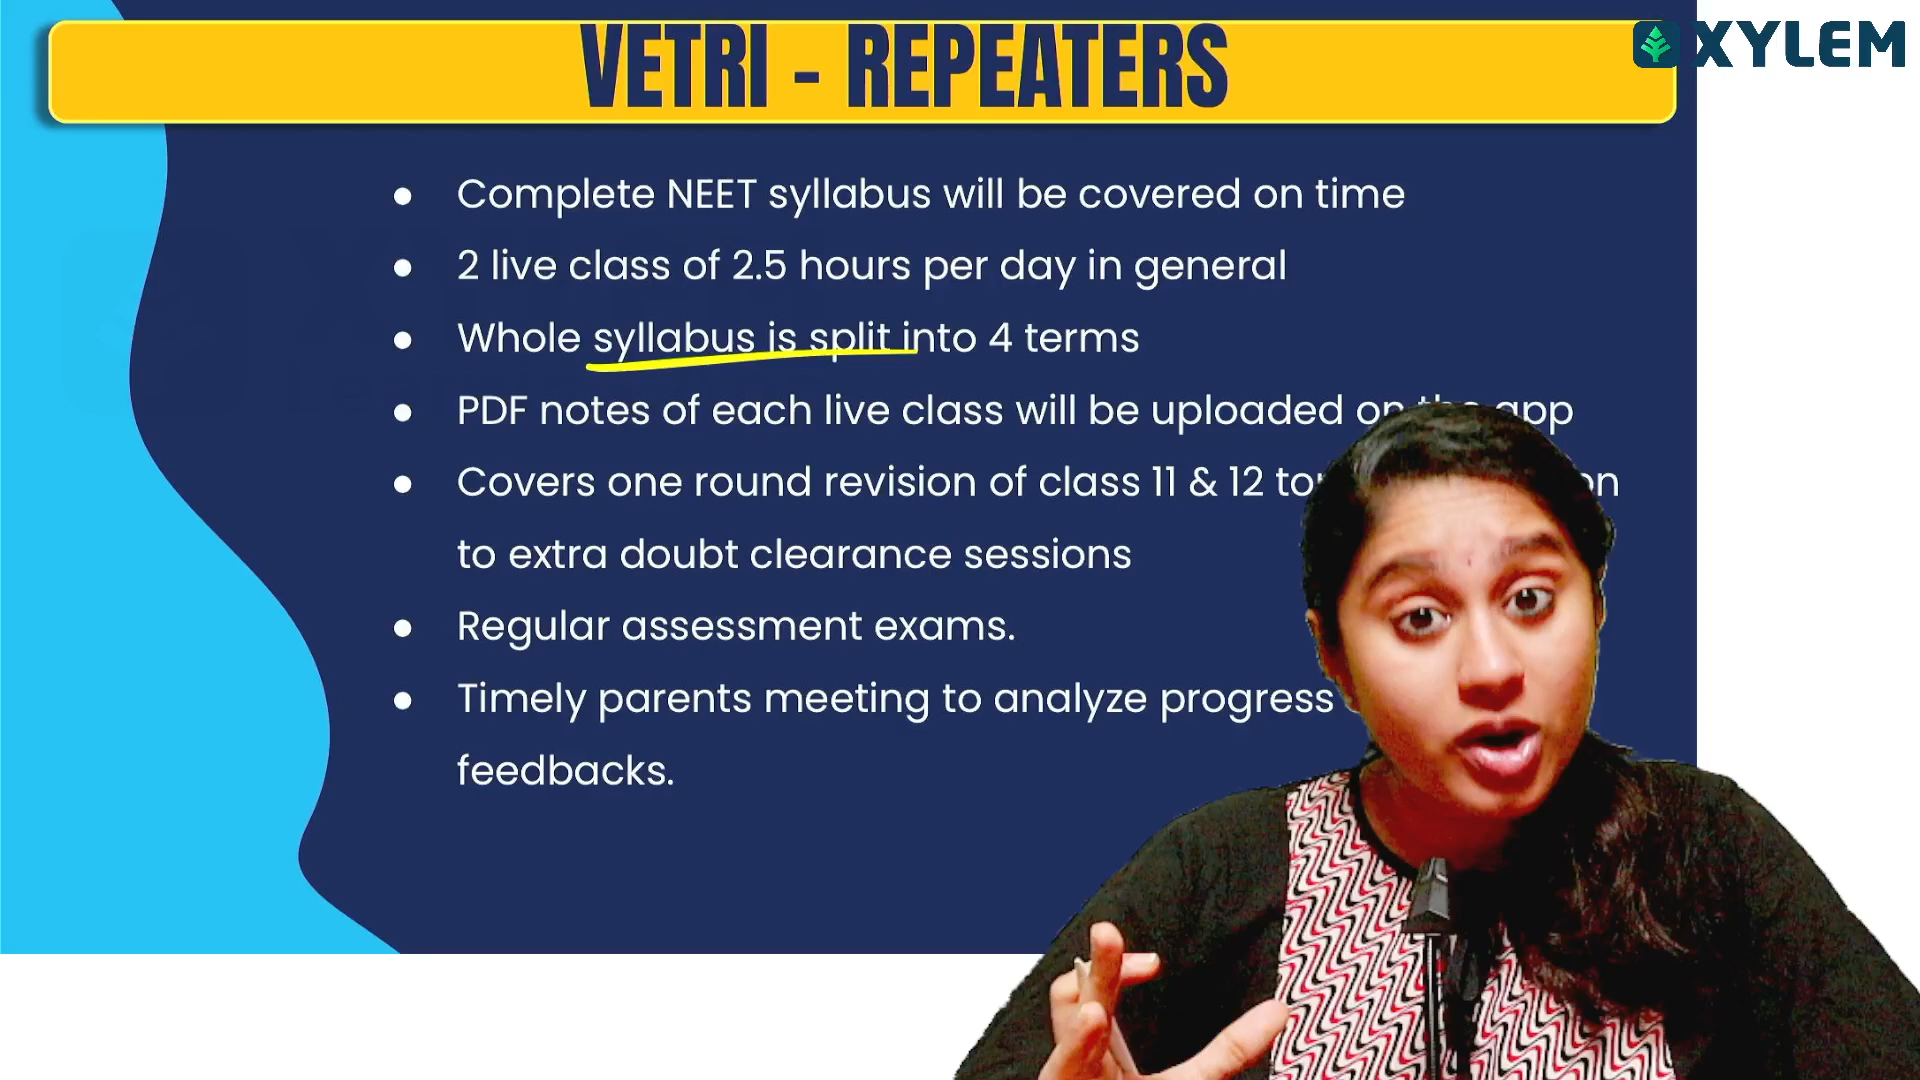 VETRI - REPEATERS
XYLEM
● Complete NEET syllabus will be covered on time
● 2 live class of 2.5 hours per day in general
● Whole syllabus is split into 4 terms
● PDF notes of each live class will be uploaded on the app
● Covers one round revision of class 11 & 12
to extra doubt clearance sessions
● Regular assessment exams.
● Timely parents meeting to analyze progress
feedbacks.